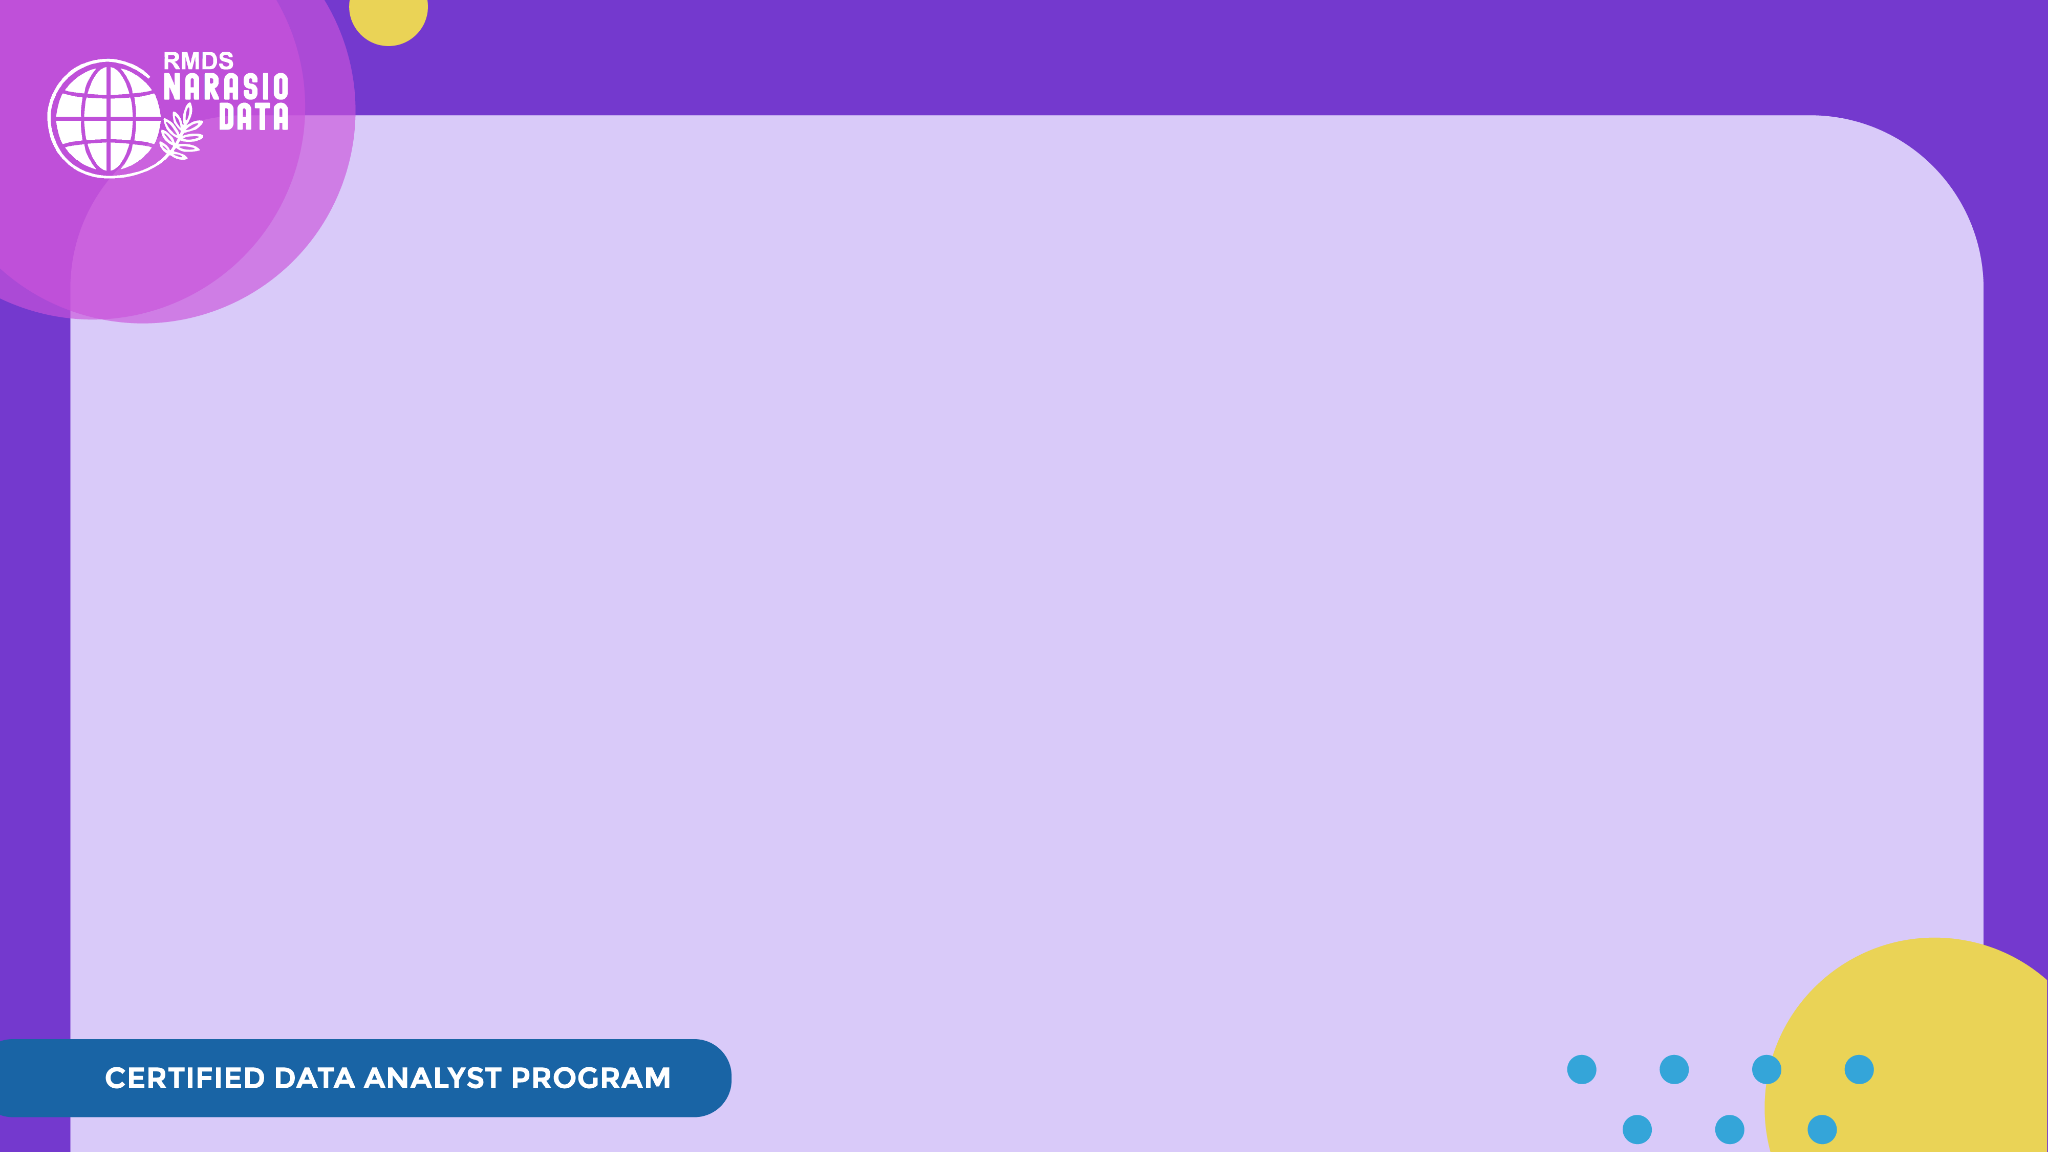 RMDS
NARASIO
DATA
CERTIFIED DATA ANALYST PROGRAM